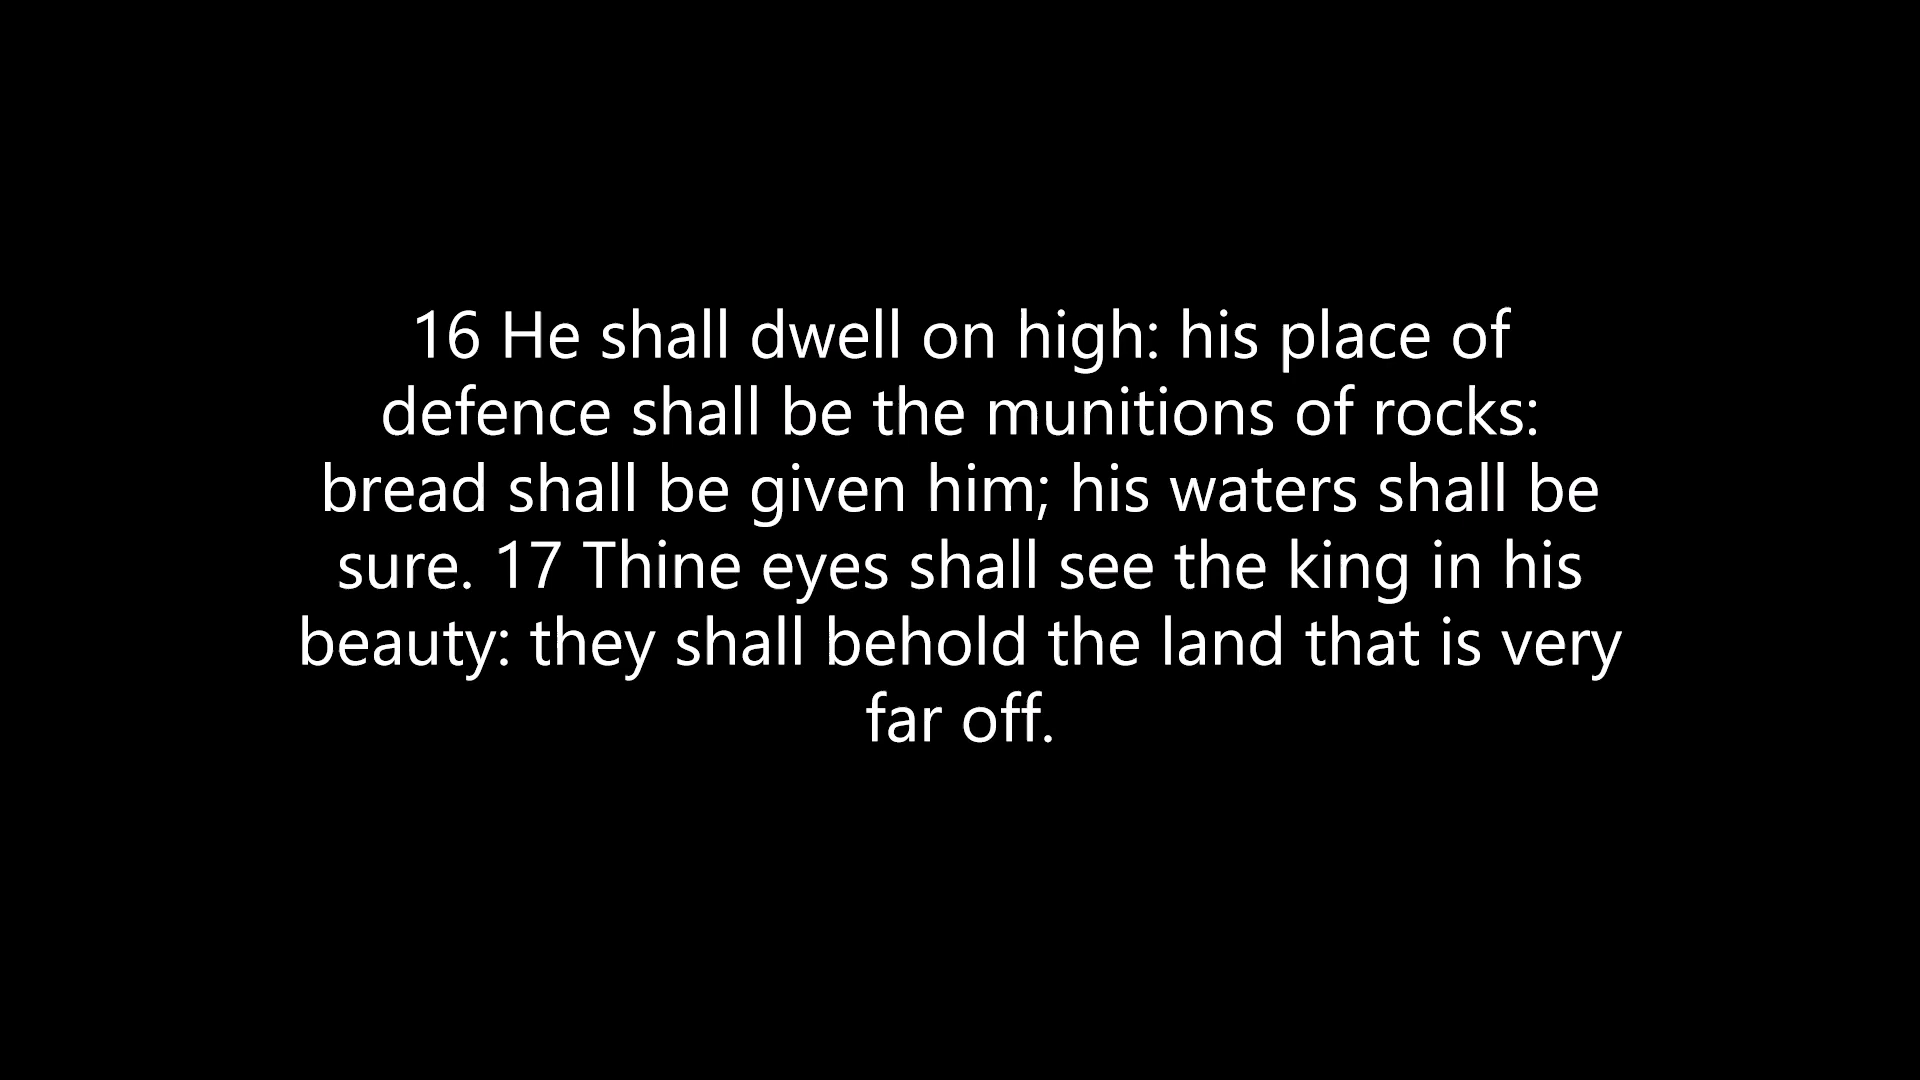 16 He shall dwell on high: his place of
defence shall be the munitions of rocks:
bread shall be given him; his waters shall be
sure. 17 Thine eyes shall see the king in his
beauty: they shall behold the land that is very
far off.